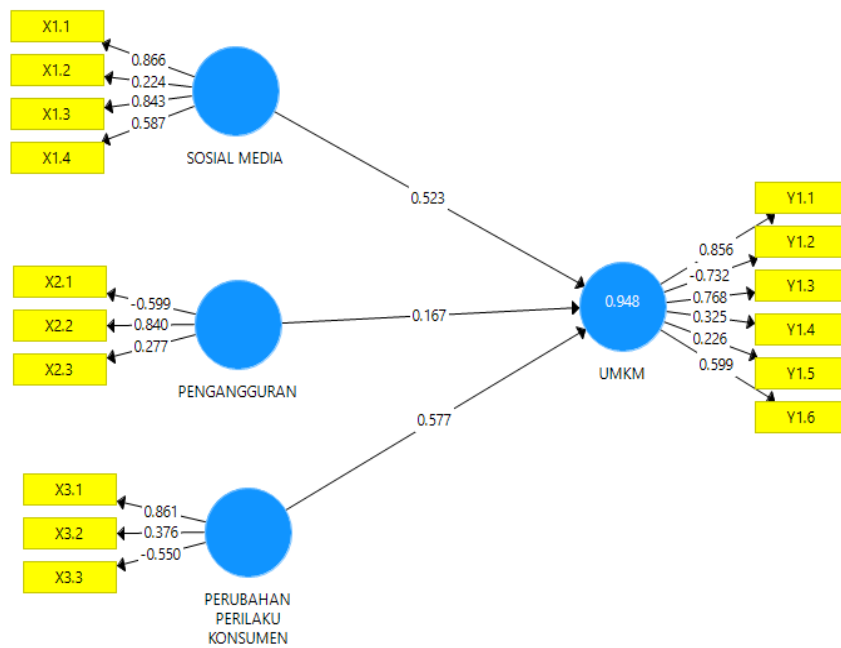 X1.1
X1.2
X1.3
X1.4
0.866
0.224
0.843
0.587
SOSIAL MEDIA
0.523
X2.1
X2.2
X2.3
-0.599
0.840
0.277
PENGANGGURAN
0.167
X3.1
X3.2
X3.3
0.861
0.376
-0.550
PERUBAHAN
PERILAKU
KONSUMEN
0.577
0.948
UMKM
0.856
-0.732
0.768
0.325
0.226
0.599
Y1.1
Y1.2
Y1.3
Y1.4
Y1.5
Y1.6